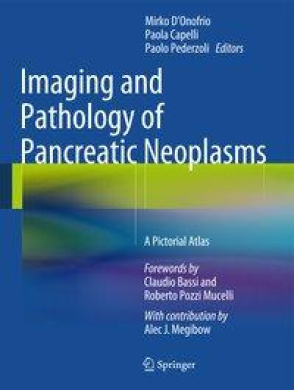 Mirko D'Onofrio
Paola Capelli
Paolo Pederzoli Editors
Imaging and
Pathology of
Pancreatic Neoplasms
A Pictorial Atlas
Forewords by
Claudio Bassi and
Roberto Pozzi Mucelli
With contribution by
Alec J. Megibow
Springer